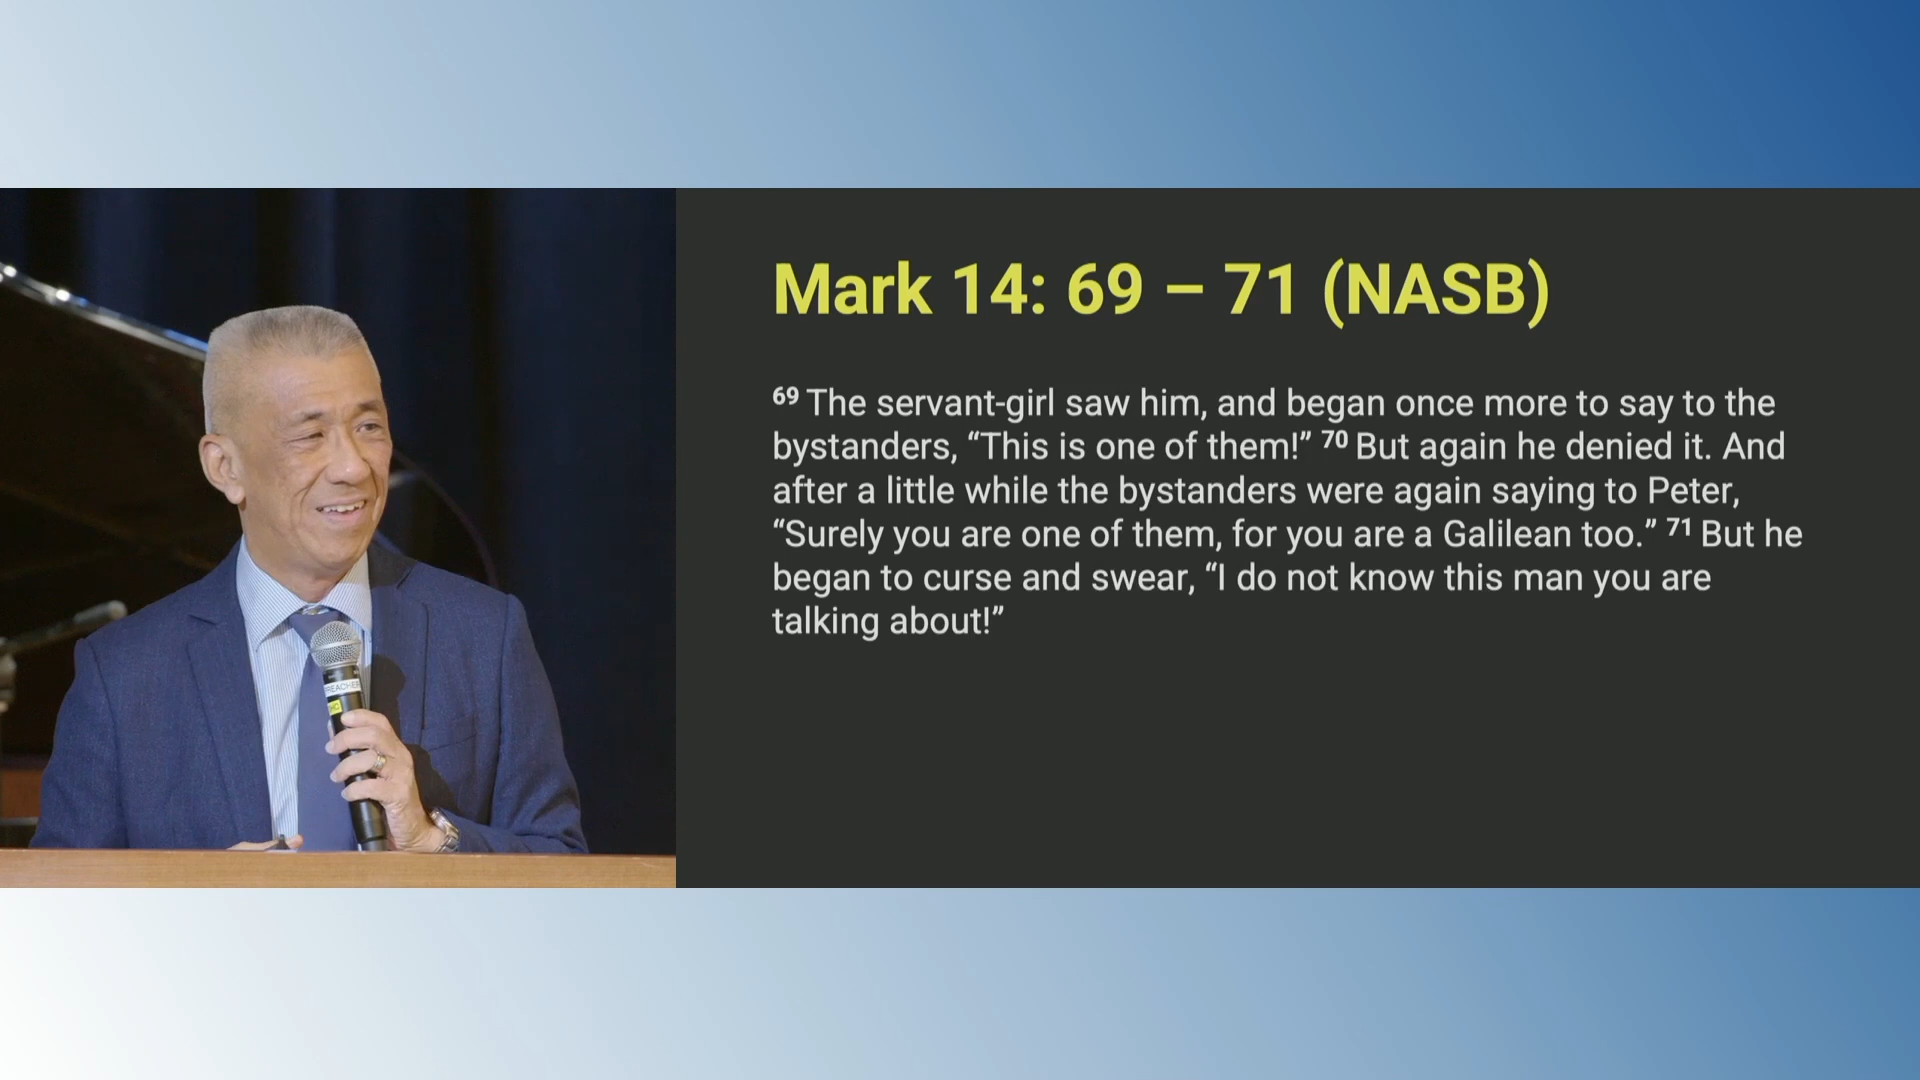 Mark 14: 69 – 71 (NASB)
69 The servant-girl saw him, and began once more to say to the
bystanders, “This is one of them!” 70 But again he denied it. And
after a little while the bystanders were again saying to Peter,
“Surely you are one of them, for you are a Galilean too.” 71 But he
began to curse and swear, “I do not know this man you are
talking about!”
PREACHER